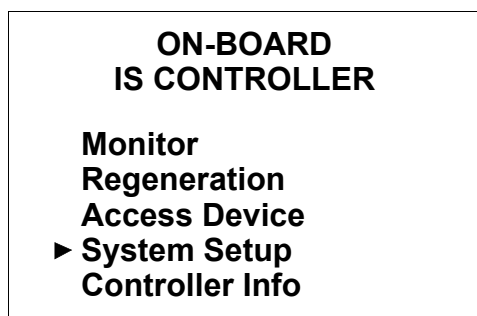 ON-BOARD
IS CONTROLLER
Monitor
Regeneration
Access Device
► System Setup
Controller Info